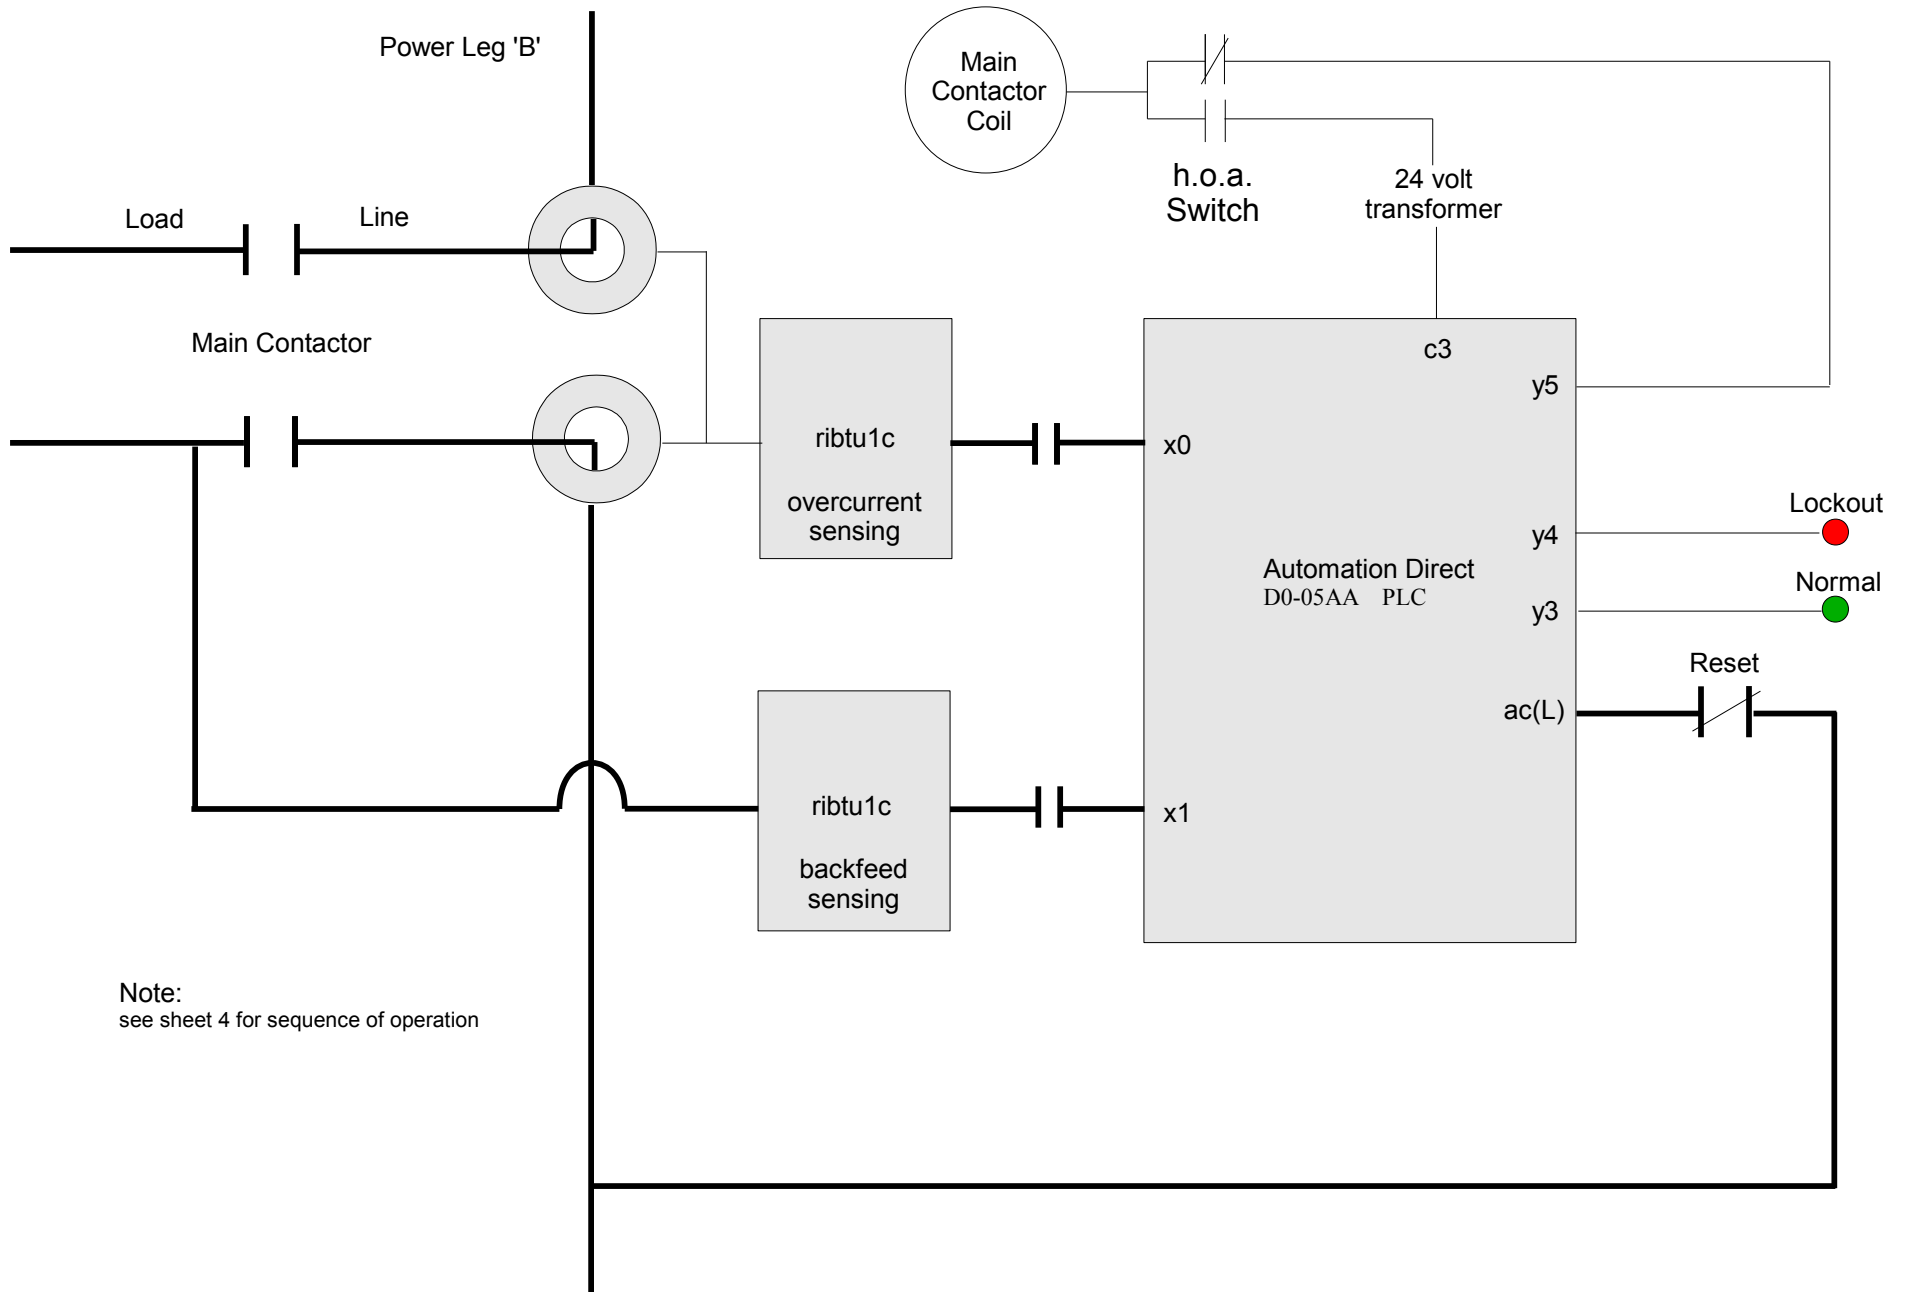 Power Leg 'B'
Main
Contactor
Coil
h.o.a.
Switch
24 volt
transformer
Load
Line
Main Contactor
c3
y5
ribtu1c
overcurrent
sensing
x0
Automation Direct
D0-05AA PLC
y4
Lockout
y3
Normal
Reset
ac(L)
ribtu1c
backfeed
sensing
x1
Note:
see sheet 4 for sequence of operation